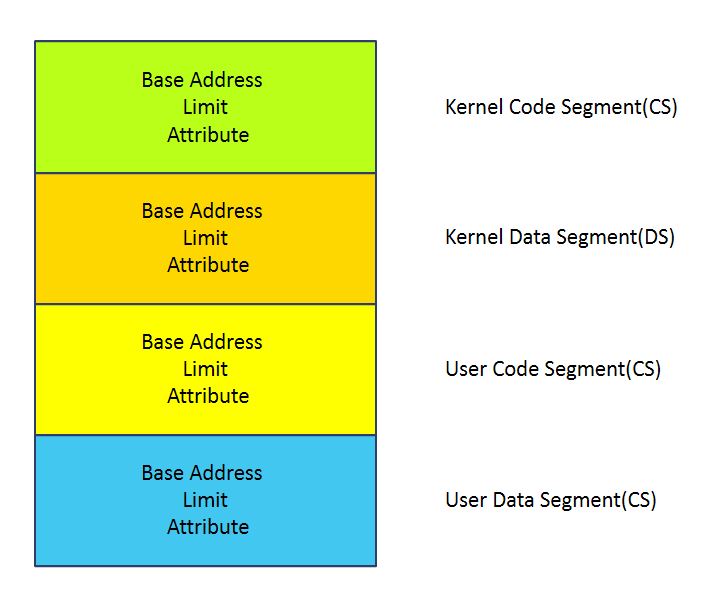 Base Address
Limit
Attribute
Kernel Code Segment(CS)
Base Address
Limit
Attribute
Kernel Data Segment(DS)
Base Address
Limit
Attribute
User Code Segment(CS)
Base Address
Limit
Attribute
User Data Segment(CS)